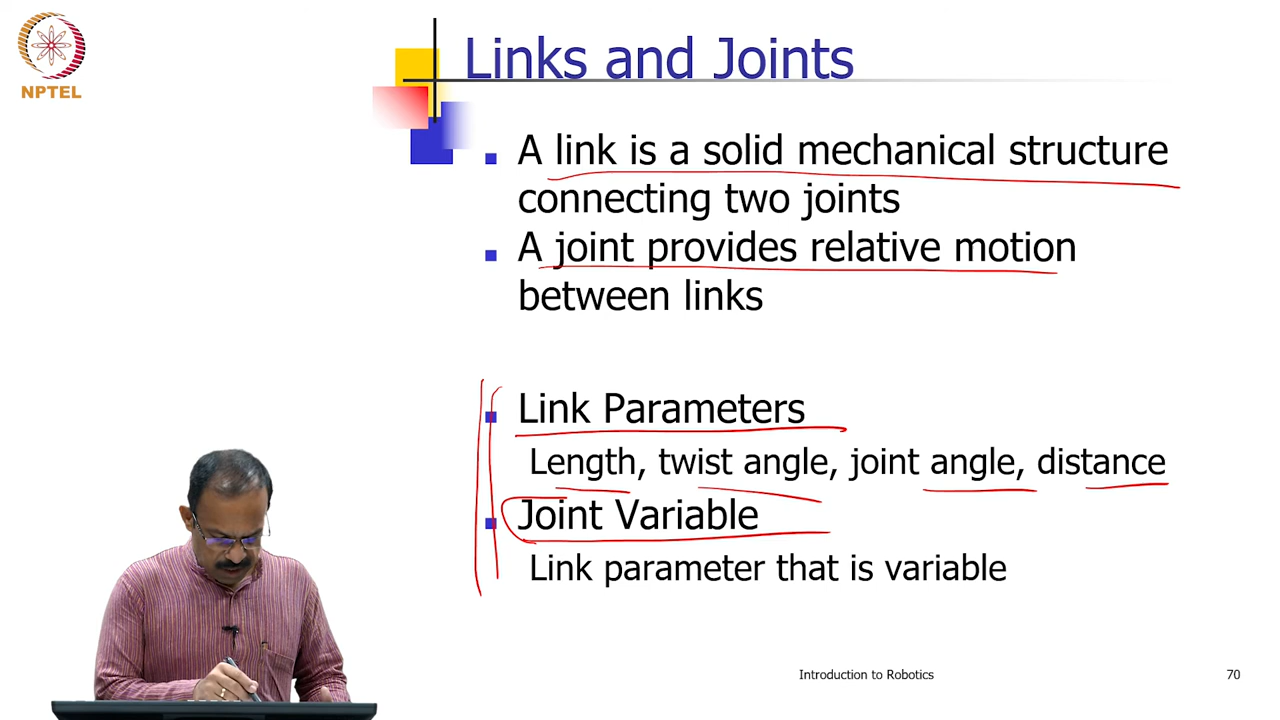 NPTEL
Links and Joints
A link is a solid mechanical structure
connecting two joints
A joint provides relative motion
between links
Link Parameters
Length, twist angle, joint angle, distance
Joint Variable
Link parameter that is variable
Introduction to Robotics
70